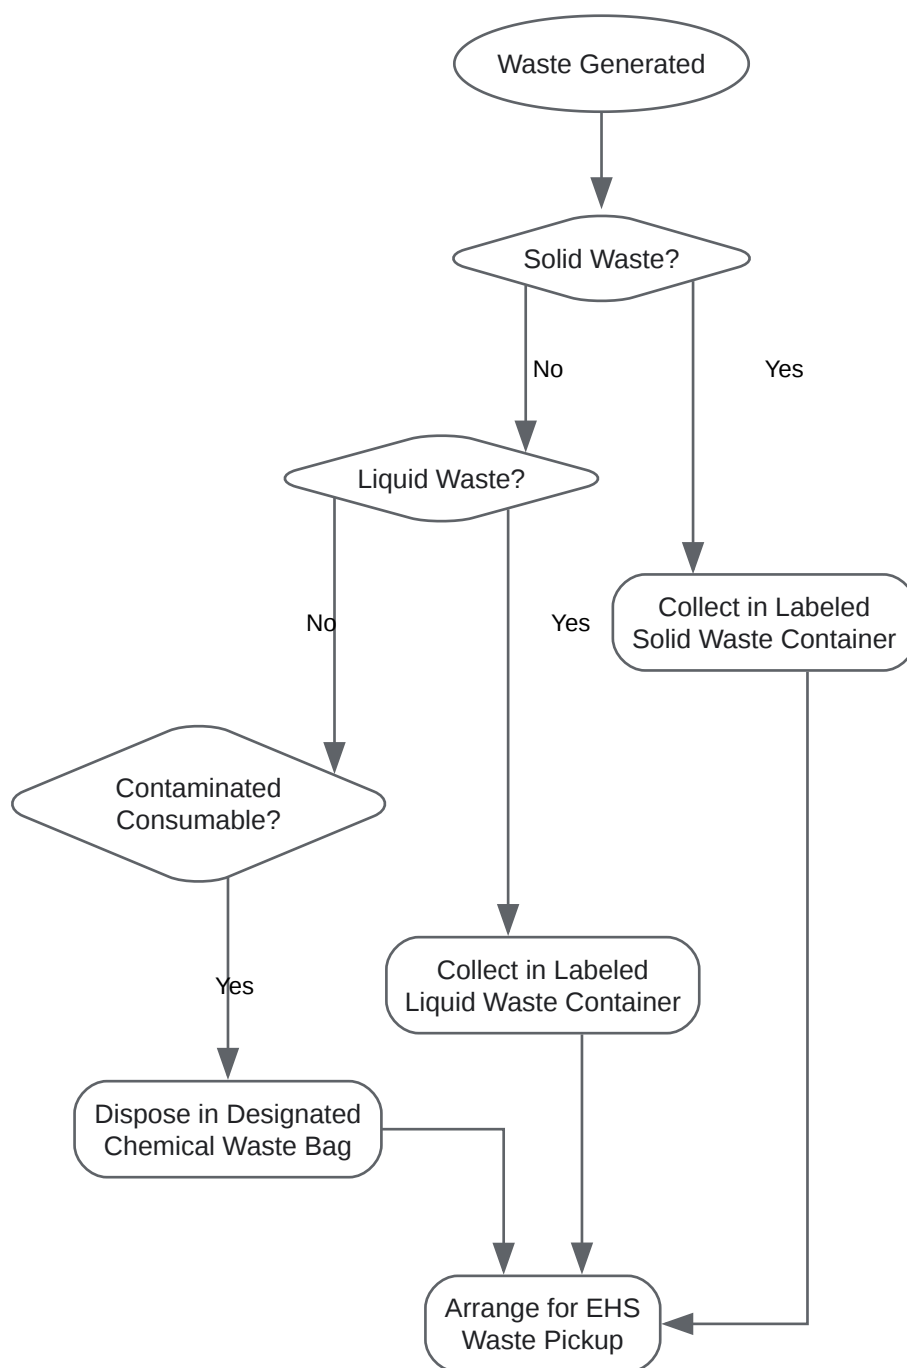 Waste Generated
Solid Waste?
No
Yes
Liquid Waste?
Collect in Labeled
Solid Waste Container
No
Yes
Contaminated
Consumable?
Collect in Labeled
Liquid Waste Container
Yes
Dispose in Designated
Chemical Waste Bag
Arrange for EHS
Waste Pickup